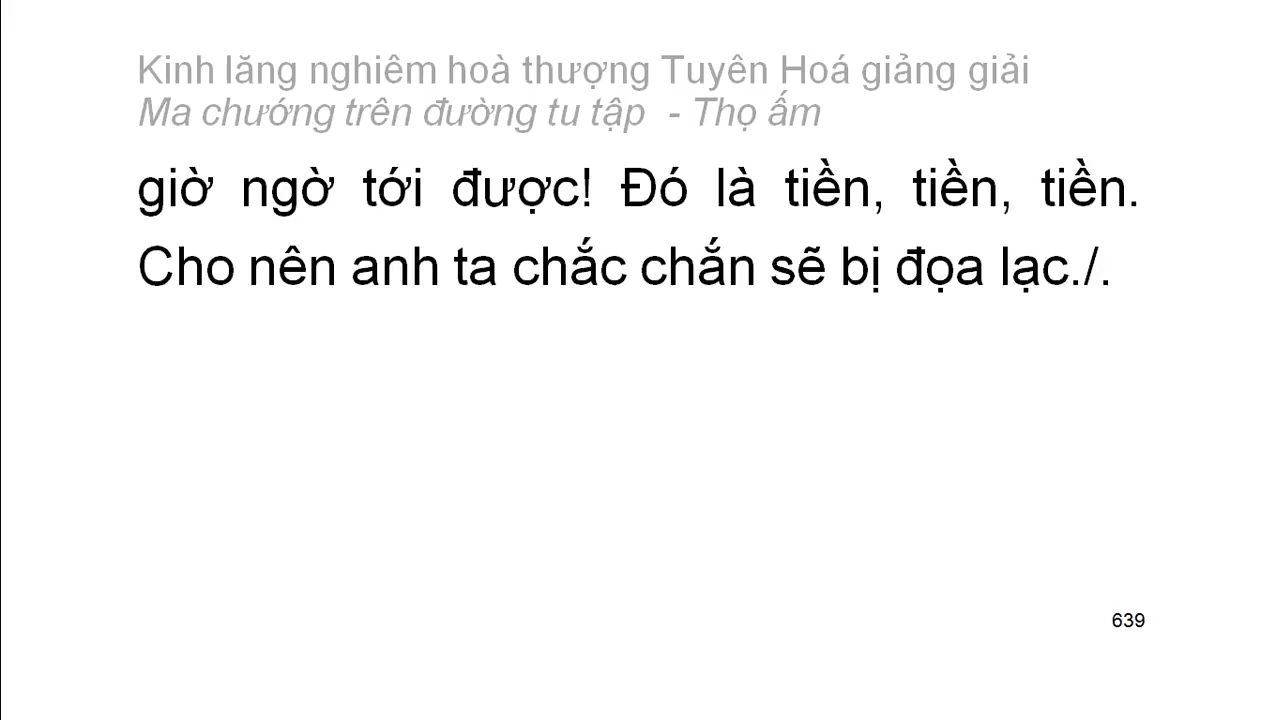 Kinh lăng nghiêm hoà thượng Tuyên Hoá giảng giải
Ma chướng trên đường tu tập - Thọ ấm
giờ ngờ tới được! Đó là tiền, tiền, tiền.
Cho nên anh ta chắc chắn sẽ bị đọa lạc./.
639